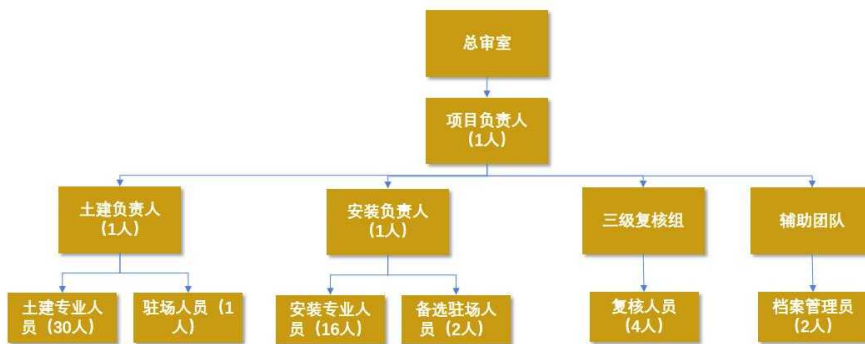 总审室
项目负责人
(1人)
土建负责人
(1人)
安装负责人
(1人)
三级复核组
辅助团队
土建专业人
员(30人)
驻场人员(1
人)
安装专业人
员(16人)
备选驻场人
员(2人)
复核人员
(4人)
档案管理员
(2人)